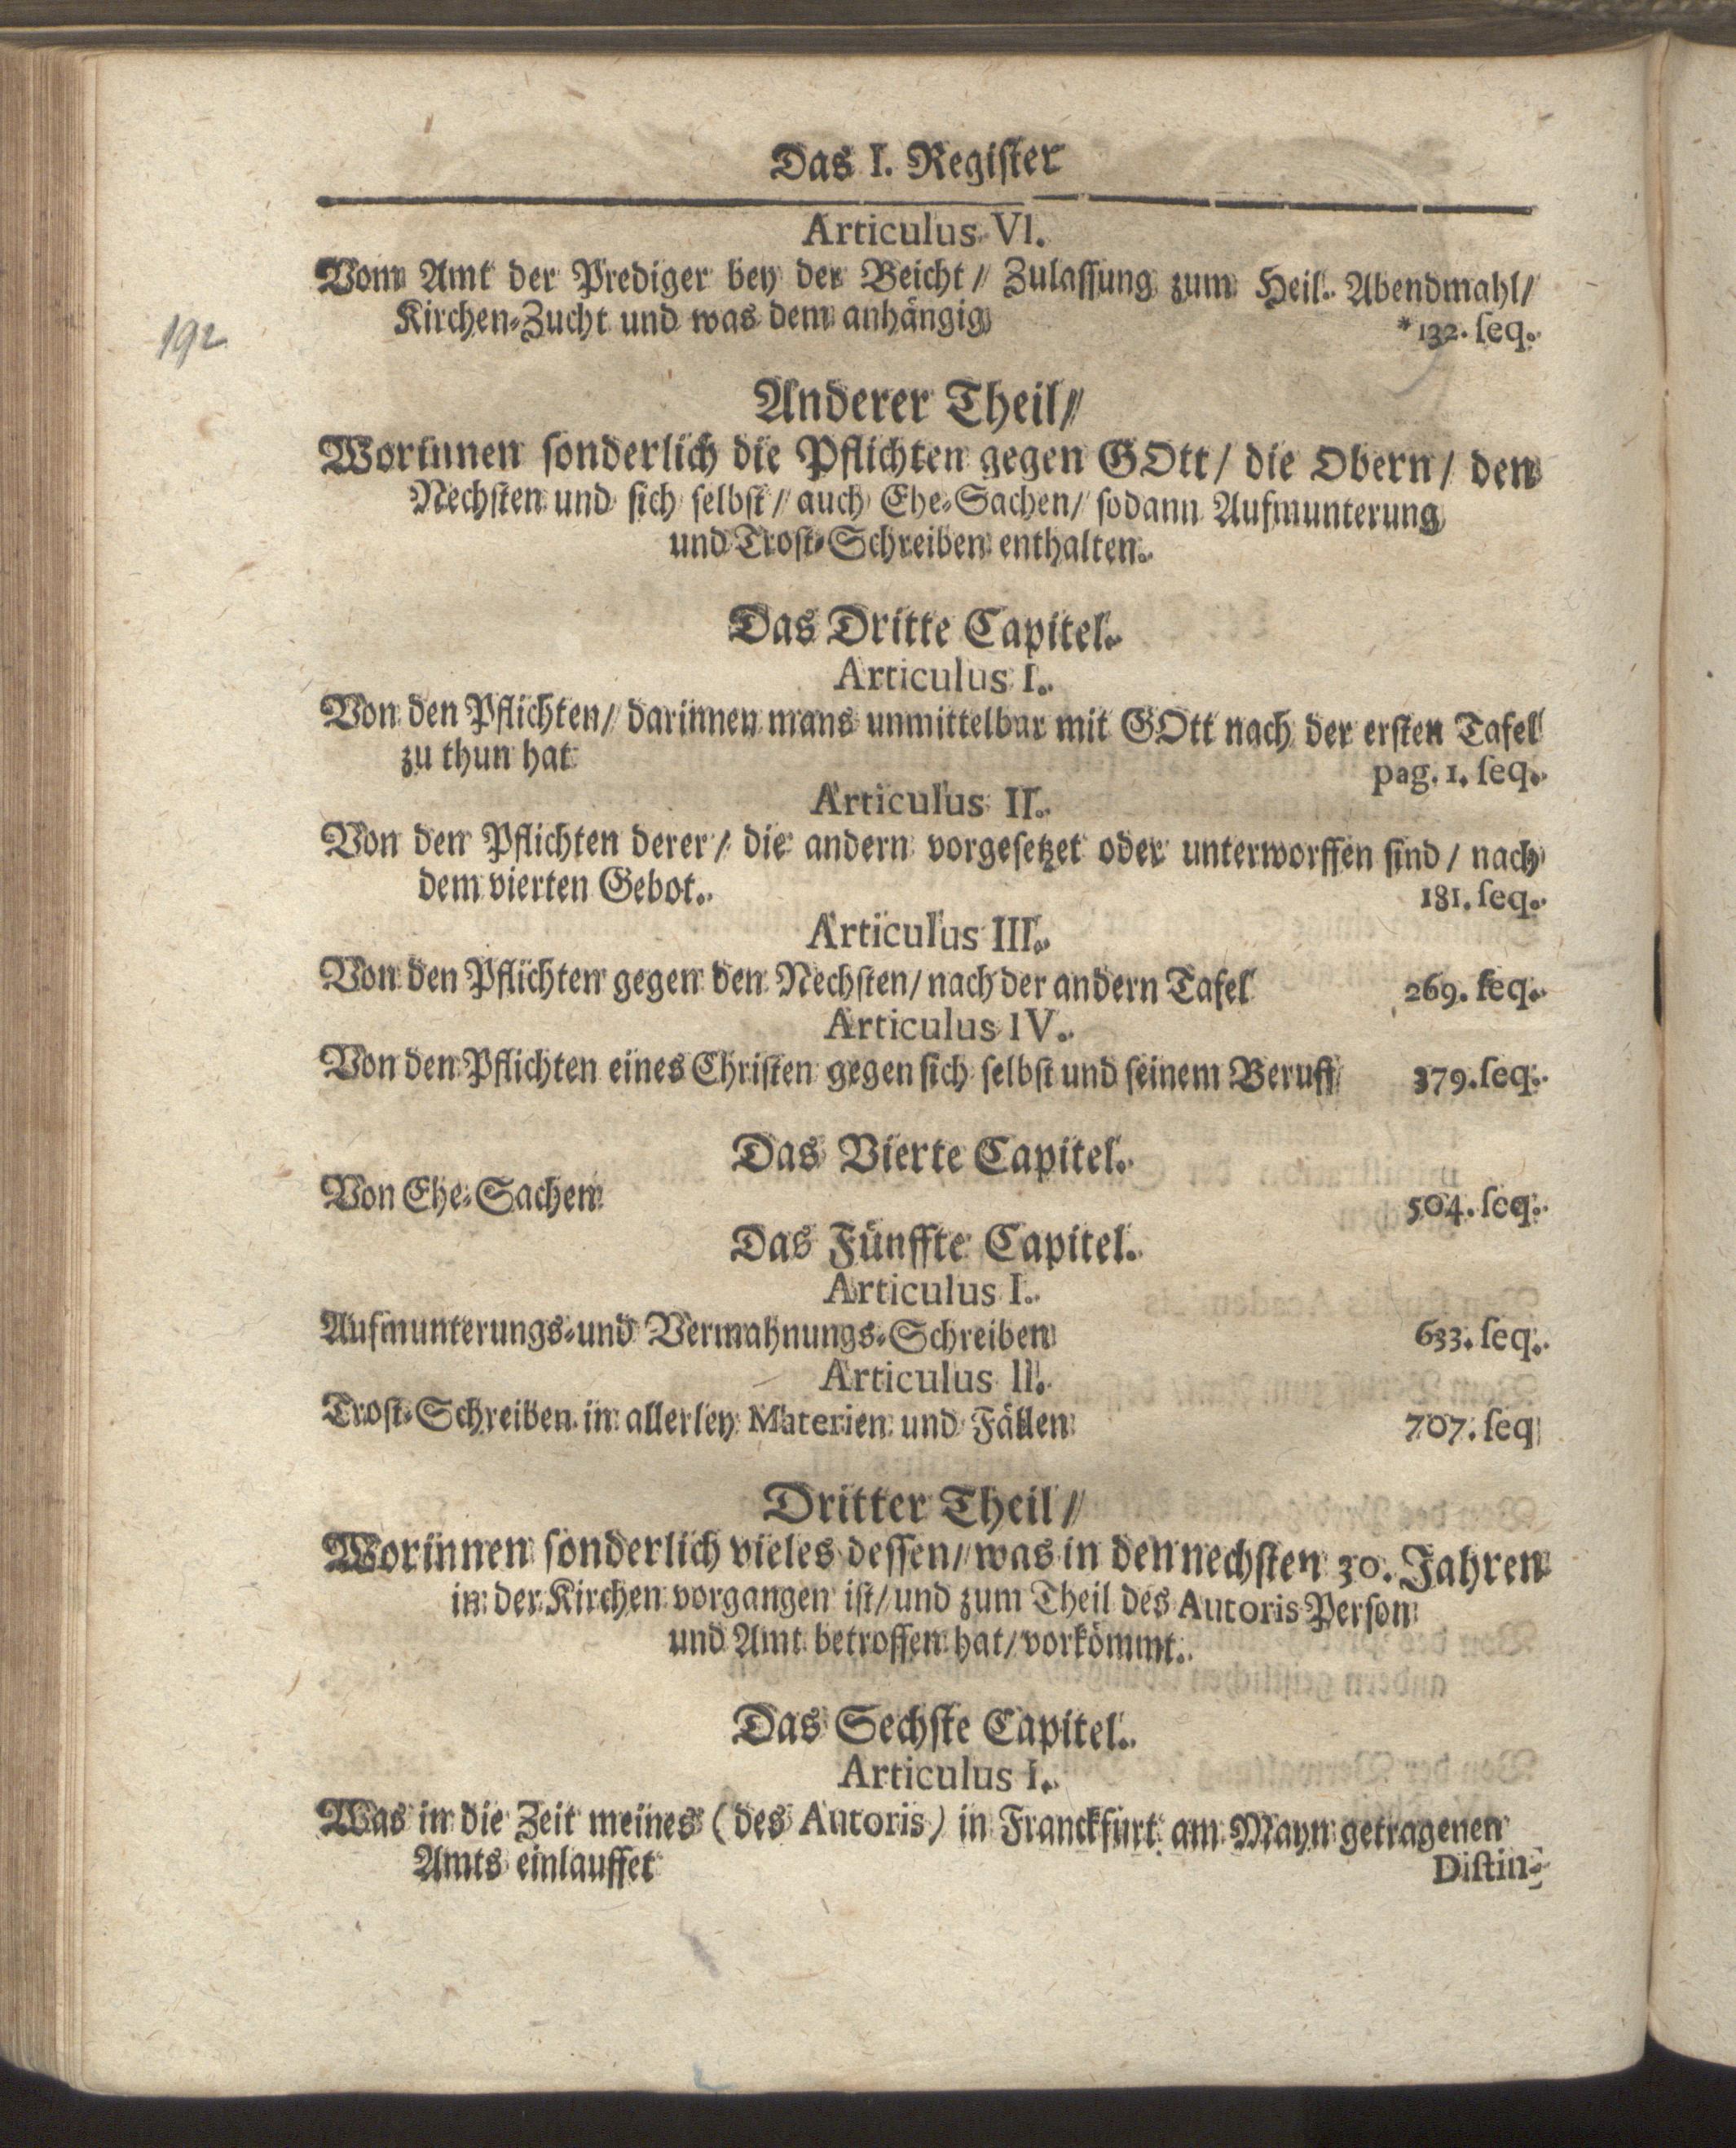 Das I. Register
Articulus VI.
Vom Amt der Prediger bey der Beicht / Zulassung zum Heil. Abendmahl /
Kirchen-Zucht und was dem anhängig *132. seq.
192
Anderer Theil /
Worinnen sonderlich die Pflichten gegen GOtt / die Obern / den
Nechsten und sich selbst / auch Ehe-Sachen / sodann Aufmunterung
und Trost-Schreiben enthalten.
Das Dritte Capitel.
Articulus I.
Von den Pflichten / darinnen mans unmittelbar mit GOtt nach der ersten Tafel
zu thun hat pag. 1. seq.
Articulus II.
Von den Pflichten derer / die andern vorgesetzet oder unterworffen sind / nach
dem vierten Gebot. 181. seq.
Articulus III.
Von den Pflichten gegen den Nechsten / nach der andern Tafel 269. seq.
Articulus IV.
Von den Pflichten eines Christen gegen sich selbst und seinem Beruff 379. seq.
Das Vierte Capitel.
Von Ehe-Sachen 504. seq.
Das Fünffte Capitel.
Articulus I.
Aufmunterungs- und Vermahnungs-Schreiben 633. seq.
Articulus II.
Trost-Schreiben in allerley Materien und Fällen 707. seq
Dritter Theil /
Worinnen sonderlich vieles dessen / was in den nechsten 30. Jahren
in der Kirchen vorgangen ist / und zum Theil des Autoris Person
und Amt betroffen hat / vorkömmt.
Das Sechste Capitel.
Articulus I.
Was in die Zeit meines (des Autoris) in Franckfurt am Mayn getragenen
Amts einlauffet
Distin-